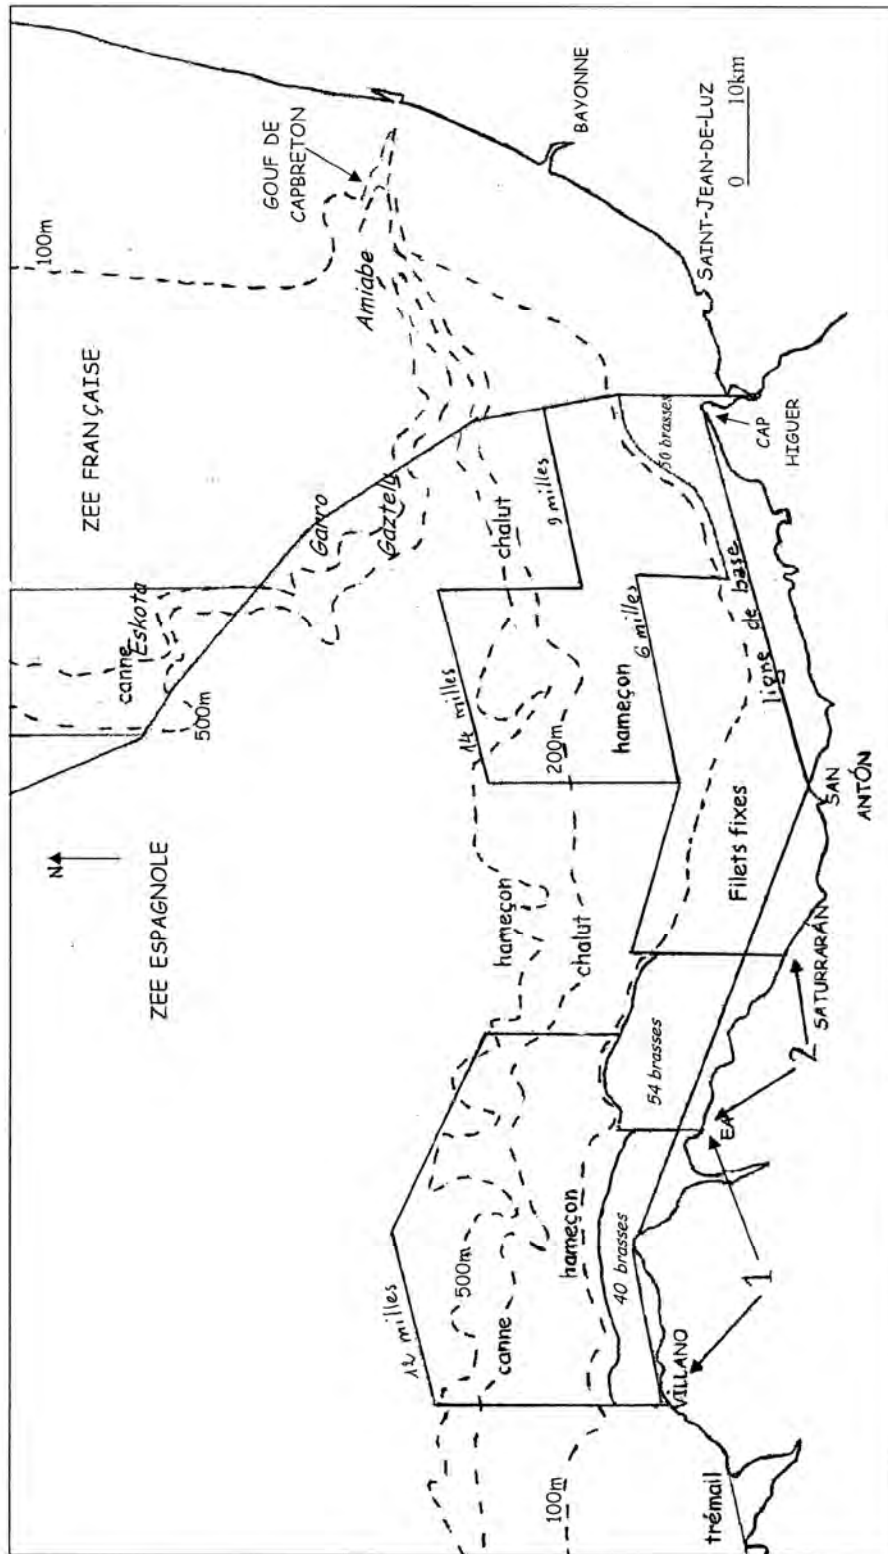 ZEE FRANÇAISE
ZEE ESPAGNOLE
N
100m
GOUF DE
CAPBRETON
Amiabe
canne
Eskota
Garro
Gaztelu
500m
BAYONNE
SAINT-JEAN-DE-LUZ
0 10km
CAP
HIGUER
50 brasses
9 milles
chalut
14 milles
200m
6 milles
hameçon
ligne de base
Filets fixes
SAN
ANTÓN
hameçon
chalut
SATURRARÁN
2
54 brasses
EA
12 milles
500m
canne
hameçon
40 brasses
1
VILLANO
100m
trémail